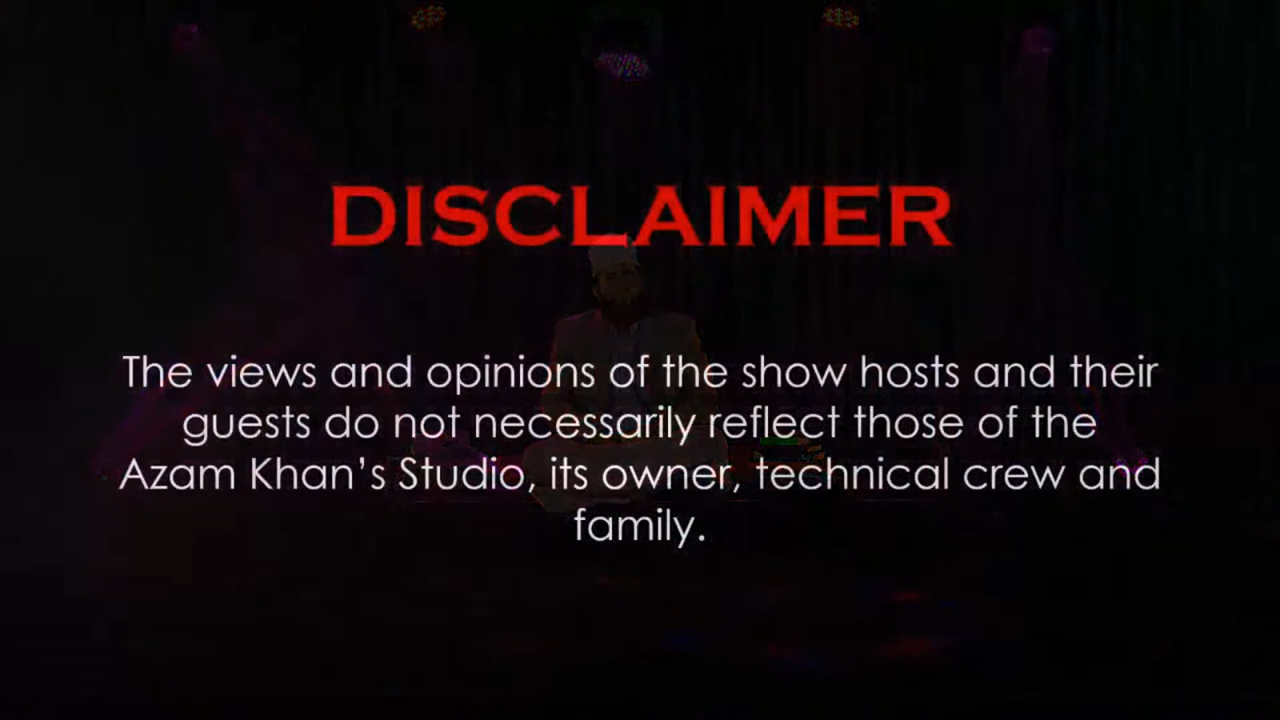 DISCLAIMER
The views and opinions of the show hosts and their
guests do not necessarily reflect those of the
Azam Khan’s Studio, its owner, technical crew and
family.